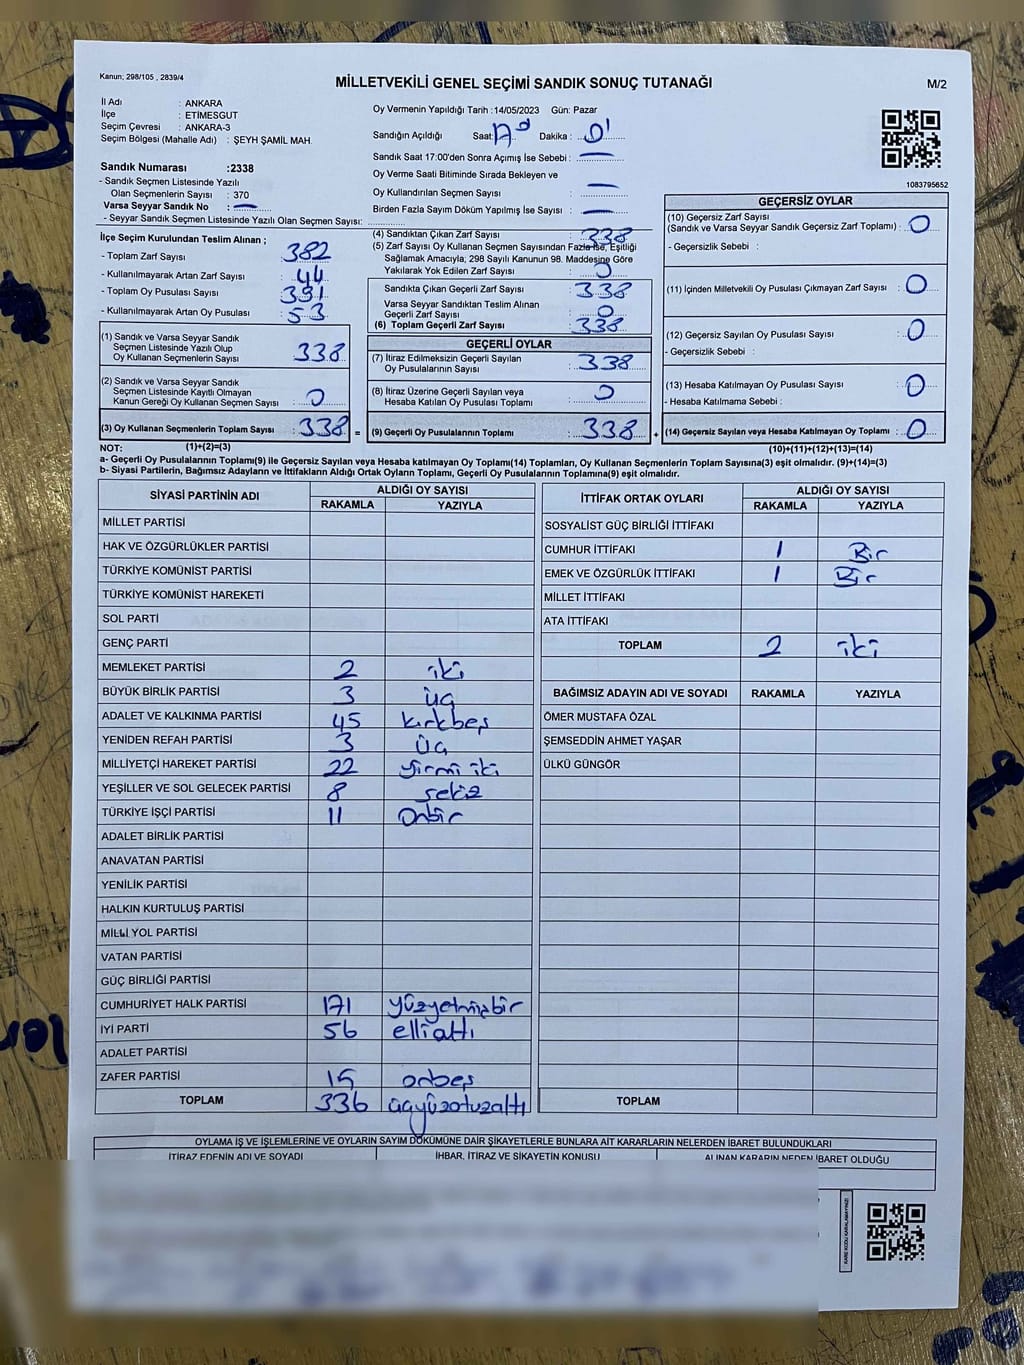 Kanun; 298/105 , 2839/4
MİLLETVEKİLİ GENEL SEÇİMİ SANDIK SONUÇ TUTANAĞI
M/2
İl Adı : ANKARA
İlçe : ETİMESGUT
Seçim Çevresi : ANKARA-3
Seçim Bölgesi (Mahalle Adı) : ŞEYH ŞAMİL MAH.
Sandık Numarası :2338
- Sandık Seçmen Listesinde Yazılı
Olan Seçmenlerin Sayısı : 370
Varsa Seyyar Sandık No : —
- Seyyar Sandık Seçmen Listesinde Yazılı Olan Seçmen Sayısı:
Oy Vermenin Yapıldığı Tarih :14/05/2023 Gün: Pazar
Sandığın Açıldığı Saat: Dakika :
Sandık Saat 17:00'den Sonra Açımış İse Sebebi : —
Oy Verme Saati Bitiminde Sırada Bekleyen ve
Oy Kullandırılan Seçmen Sayısı : —
Birden Fazla Sayım Döküm Yapılmış İse Sayısı : —
1083795652
İlçe Seçim Kurulundan Teslim Alınan ;
- Toplam Zarf Sayısı : 382
- Kullanılmayarak Artan Zarf Sayısı : 44
- Toplam Oy Pusulası Sayısı : 391
- Kullanılmayarak Artan Oy Pusulası : 53
(1) Sandık ve Varsa Seyyar Sandık
Seçmen Listesinde Yazılı Olup
Oy Kullanan Seçmenlerin Sayısı : 338
(2) Sandık ve Varsa Seyyar Sandık
Seçmen Listesinde Kayıtlı Olmayan
Kanun Gereği Oy Kullanan Seçmen Sayısı : 0
(3) Oy Kullanan Seçmenlerin Toplam Sayısı : 338 =
(4) Sandıktan Çıkan Zarf Sayısı : 338
(5) Zarf Sayısı Oy Kullanan Seçmen Sayısından Fazla İse, Eşitliği
Sağlamak Amacıyla; 298 Sayılı Kanunun 98. Maddesine Göre
Yakılarak Yok Edilen Zarf Sayısı : 0
Sandıkta Çıkan Geçerli Zarf Sayısı : 338
Varsa Seyyar Sandıktan Teslim Alınan
Geçerli Zarf Sayısı : 0
(6) Toplam Geçerli Zarf Sayısı : 338
GEÇERLİ OYLAR
(7) İtiraz Edilmeksizin Geçerli Sayılan
Oy Pusulalarının Sayısı : 338
(8) İtiraz Üzerine Geçerli Sayılan veya
Hesaba Katılan Oy Pusulası Toplamı : 0
(9) Geçerli Oy Pusulalarının Toplamı : 338 +
GEÇERSİZ OYLAR
(10) Geçersiz Zarf Sayısı
(Sandık ve Varsa Seyyar Sandık Geçersiz Zarf Toplamı) : 0
- Geçersizlik Sebebi :
(11) İçinden Milletvekili Oy Pusulası Çıkmayan Zarf Sayısı : 0
(12) Geçersiz Sayılan Oy Pusulası Sayısı : 0
- Geçersizlik Sebebi :
(13) Hesaba Katılmayan Oy Pusulası Sayısı : 0
- Hesaba Katılmama Sebebi :
(14) Geçersiz Sayılan veya Hesaba Katılmayan Oy Toplamı : 0
NOT: (1)+(2)=(3) (10)+(11)+(12)+(13)=(14)
a- Geçerli Oy Pusulalarının Toplamı(9) ile Geçersiz Sayılan veya Hesaba katılmayan Oy Toplamı(14) Toplamları, Oy Kullanan Seçmenlerin Toplam Sayısına(3) eşit olmalıdır. (9)+(14)=(3)
b- Siyasi Partilerin, Bağımsız Adayların ve İttifakların Aldığı Ortak Oyların Toplamı, Geçerli Oy Pusulalarının Toplamına(9) eşit olmalıdır.
SİYASİ PARTİNİN ADI ALDIĞI OY SAYISI
RAKAMLA YAZIYLA
MİLLET PARTİSİ
HAK VE ÖZGÜRLÜKLER PARTİSİ
TÜRKİYE KOMÜNİST PARTİSİ
TÜRKİYE KOMÜNİST HAREKETİ
SOL PARTİ
GENÇ PARTİ
MEMLEKET PARTİSİ 2 iki
BÜYÜK BİRLİK PARTİSİ 3 üç
ADALET VE KALKINMA PARTİSİ 45 kırkbeş
YENİDEN REFAH PARTİSİ 3 üç
MİLLİYETÇİ HAREKET PARTİSİ 22 yirmi iki
YEŞİLLER VE SOL GELECEK PARTİSİ 8 sekiz
TÜRKİYE İŞÇİ PARTİSİ 11 Onbir
ADALET BİRLİK PARTİSİ
ANAVATAN PARTİSİ
YENİLİK PARTİSİ
HALKIN KURTULUŞ PARTİSİ
MİLLİ YOL PARTİSİ
VATAN PARTİSİ
GÜÇ BİRLİĞİ PARTİSİ
CUMHURİYET HALK PARTİSİ 171 yüzyetmişbir
İYİ PARTİ 56 elli altı
ADALET PARTİSİ
ZAFER PARTİSİ 15 onbeş
TOPLAM 336 üçyüzotuzaltı
İTTİFAK ORTAK OYLARI ALDIĞI OY SAYISI
RAKAMLA YAZIYLA
SOSYALİST GÜÇ BİRLİĞİ İTTİFAKI
CUMHUR İTTİFAKI 1 Bir
EMEK VE ÖZGÜRLÜK İTTİFAKI 1 Bir
MİLLET İTTİFAKI
ATA İTTİFAKI
TOPLAM 2 iki
BAĞIMSIZ ADAYIN ADI VE SOYADI RAKAMLA YAZIYLA
ÖMER MUSTAFA ÖZAL
ŞEMSEDDİN AHMET YAŞAR
ÜLKÜ GÜNGÖR
TOPLAM
OYLAMA İŞ VE İŞLEMLERİNE VE OYLARIN SAYIM DÖKÜMÜNE DAİR ŞİKAYETLERLE BUNLARA AİT KARARLARIN NELERDEN İBARET BULUNDUKLARI
İTİRAZ EDENİN ADI VE SOYADI İHBAR, İTİRAZ VE ŞİKAYETİN KONUSU ALINAN KARARIN NEDEN İBARET OLDUĞU